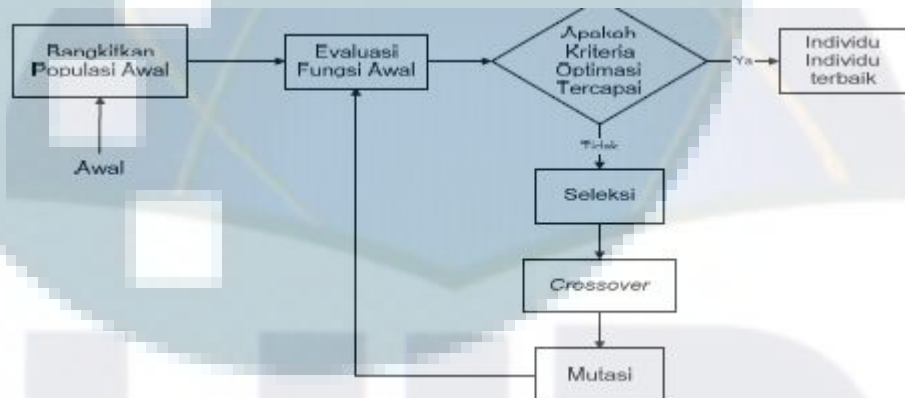 Bangkitkan
Populasi Awal
Evaluasi
Fungsi Awal
Apakah
Kriteria
Optimasi
Tercapai
Ya
Individu
Individu
terbaik
Awal
Tidak
Seleksi
Crossover
Mutasi